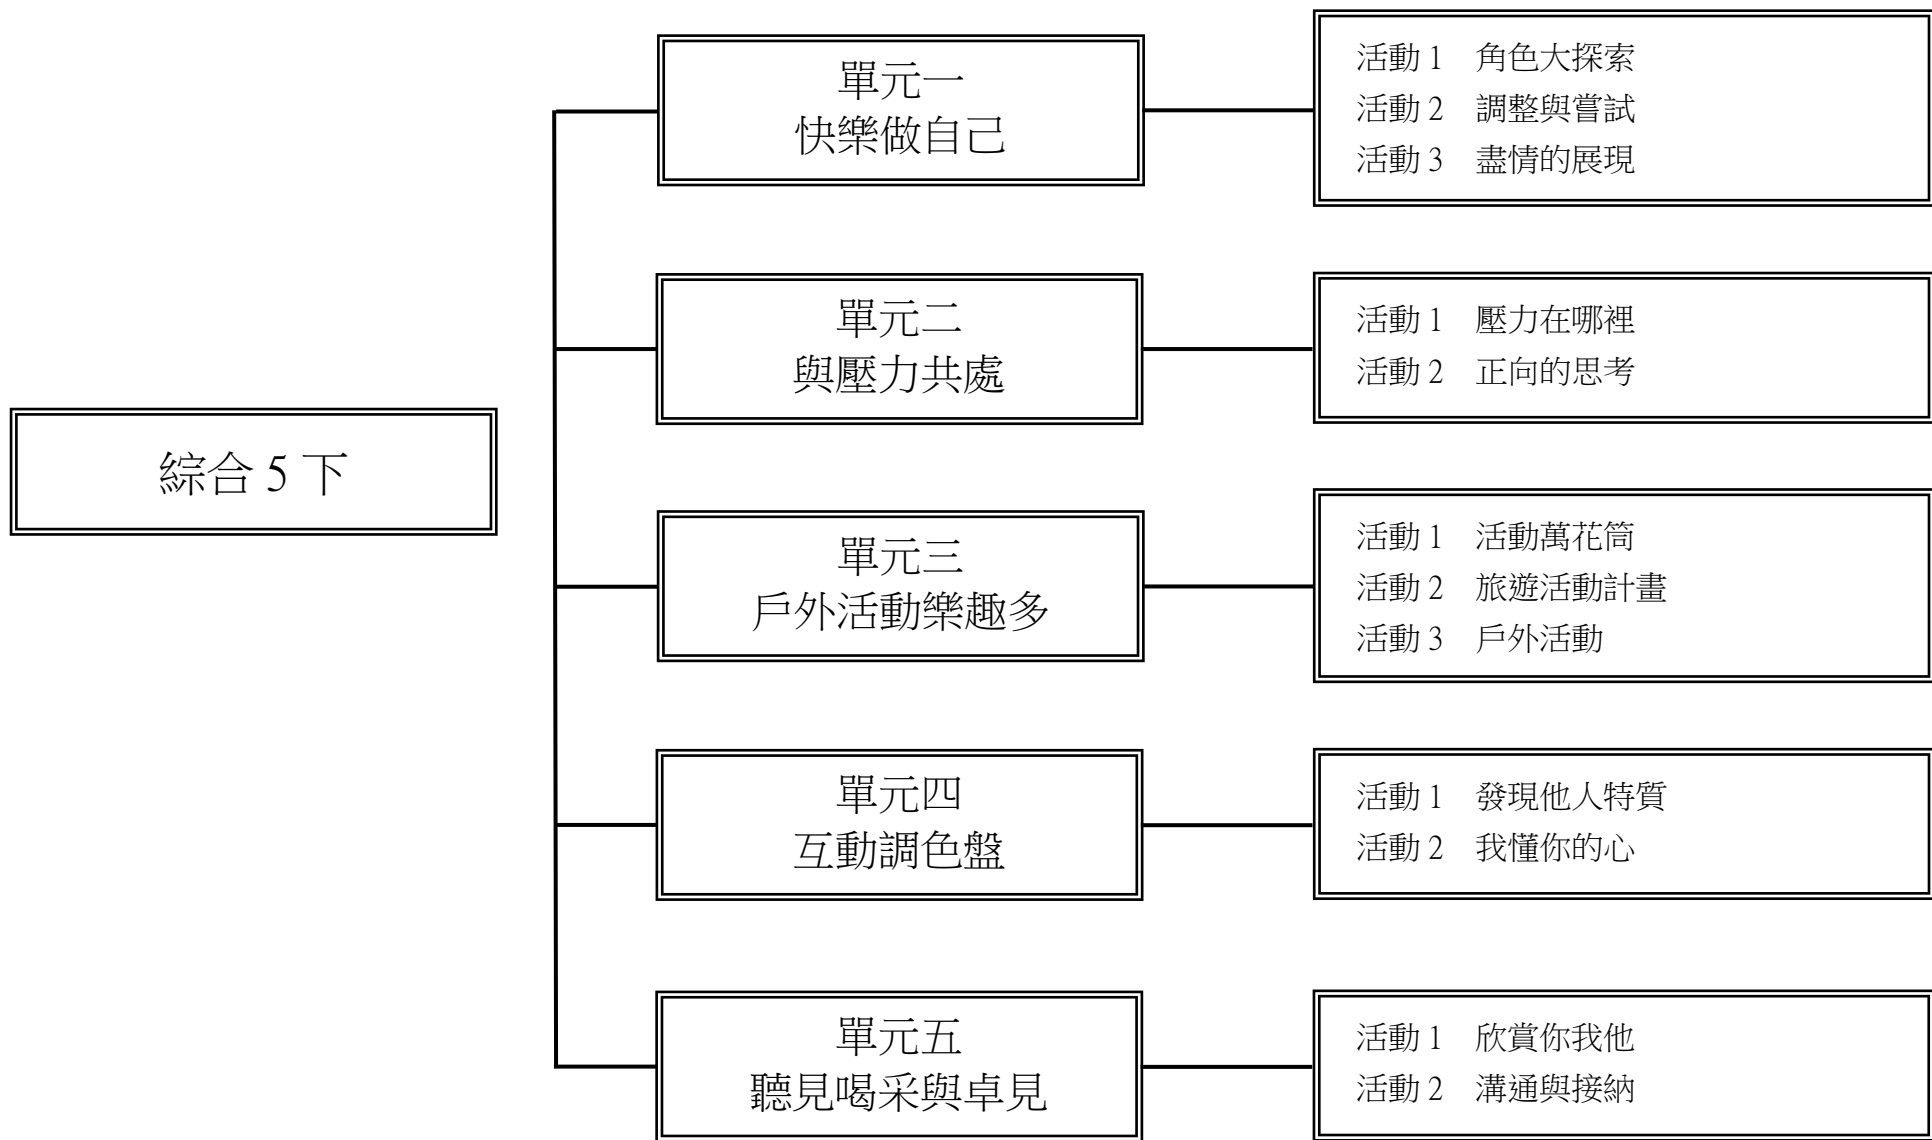 綜合 5 下
單元一
快樂做自己
活動 1　角色大探索
活動 2　調整與嘗試
活動 3　盡情的展現
單元二
與壓力共處
活動 1　壓力在哪裡
活動 2　正向的思考
單元三
戶外活動樂趣多
活動 1　活動萬花筒
活動 2　旅遊活動計畫
活動 3　戶外活動
單元四
互動調色盤
活動 1　發現他人特質
活動 2　我懂你的心
單元五
聽見喝采與卓見
活動 1　欣賞你我他
活動 2　溝通與接納